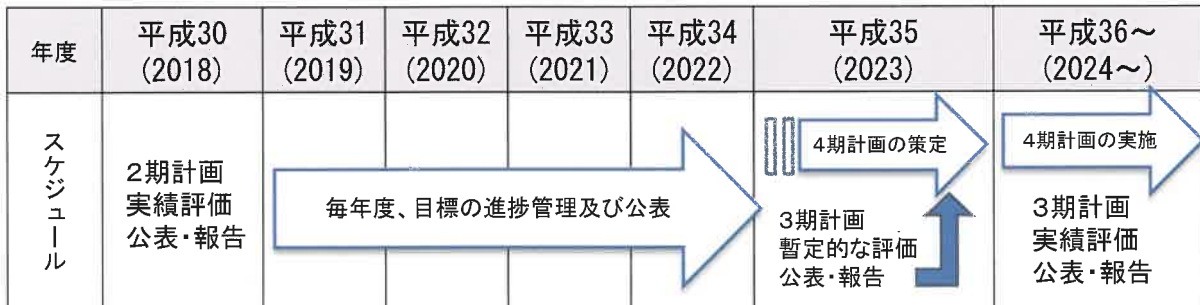 年度
平成30
(2018)
平成31
(2019)
平成32
(2020)
平成33
(2021)
平成34
(2022)
平成35
(2023)
平成36～
(2024～)
スケジュール
2期計画
実績評価
公表・報告
毎年度、目標の進捗管理及び公表
4期計画の策定
3期計画
暫定的な評価
公表・報告
4期計画の実施
3期計画
実績評価
公表・報告